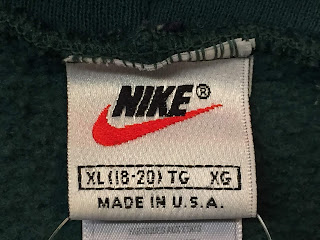 NIKE®
XL (18-20) TG XG
MADE IN U.S.A.